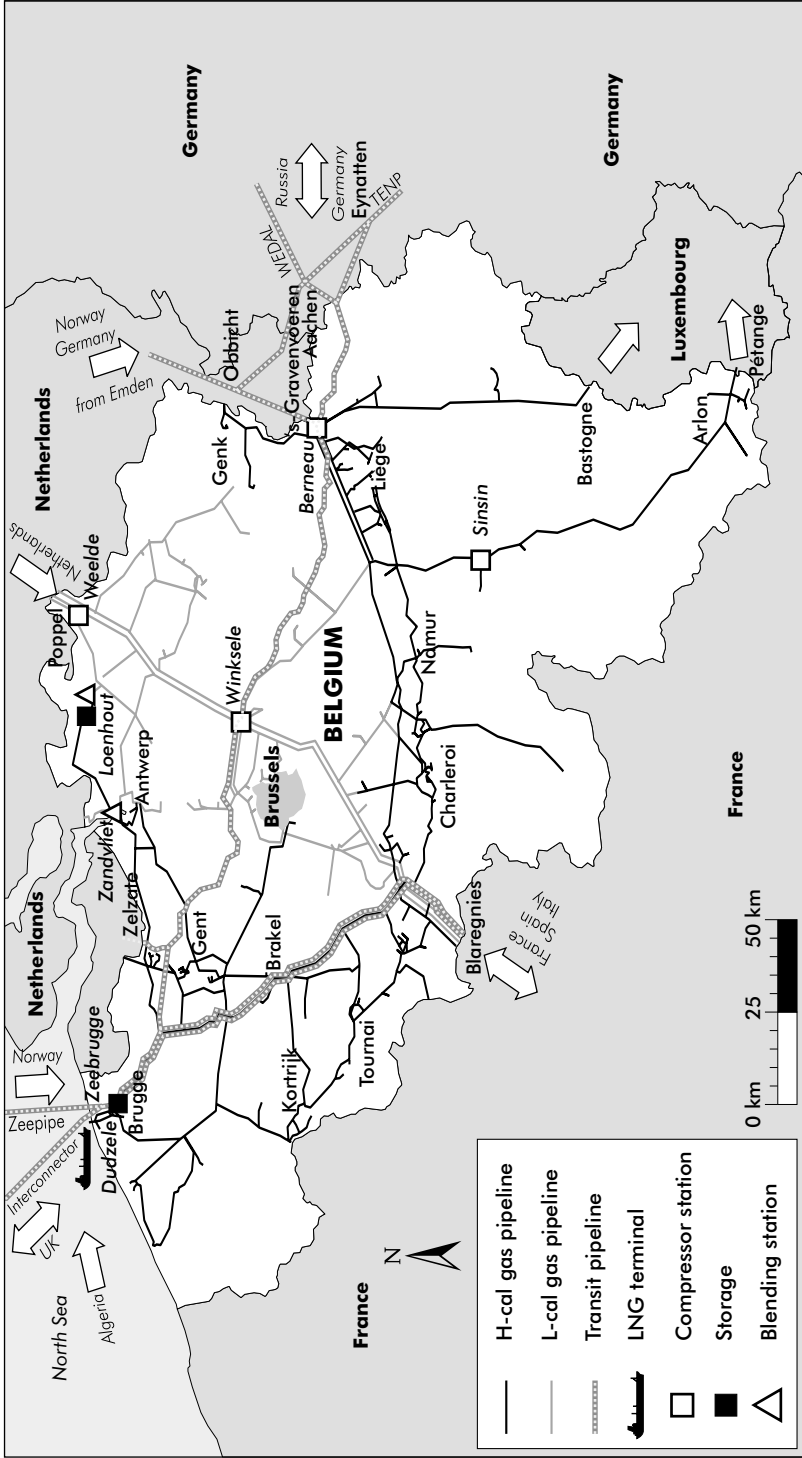 North Sea
UK
Interconnector
Algeria
Zeepipe
Norway
Zeebrugge
Dudzele
Brugge
Netherlands
Zelzate
Zandvliet
Antwerp
Loenhout
Poppel
Weelde
Netherlands
Netherlands
Norway
Germany
from Emden
Obbicht
Germany
Gent
Brakel
Kortrijk
Tournai
Brussels
Winksele
BELGIUM
Genk
Berneau
's-Gravenvoeren
Aachen
WEDAL
Russia
Germany
Eynatten
TENP
Liège
Blaregnies
France
Spain
Italy
Charleroi
Namur
Sinsin
Bastogne
Arlon
Pétange
Luxembourg
Germany
France
France
N
H-cal gas pipeline
L-cal gas pipeline
Transit pipeline
LNG terminal
Compressor station
Storage
Blending station
0 km
25
50 km